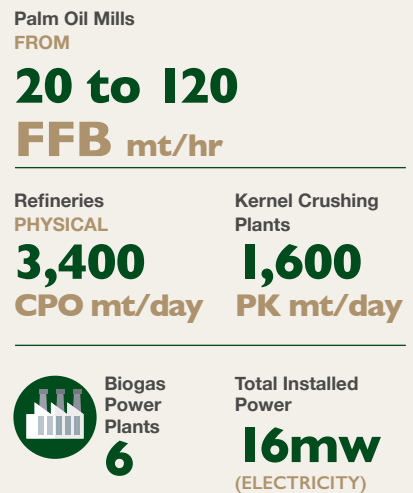 Palm Oil Mills
FROM
20 to 120
FFB mt/hr
Refineries
PHYSICAL
3,400
CPO mt/day
Kernel Crushing
Plants
1,600
PK mt/day
Biogas
Power
Plants
6
Total Installed
Power
16mw
(ELECTRICITY)